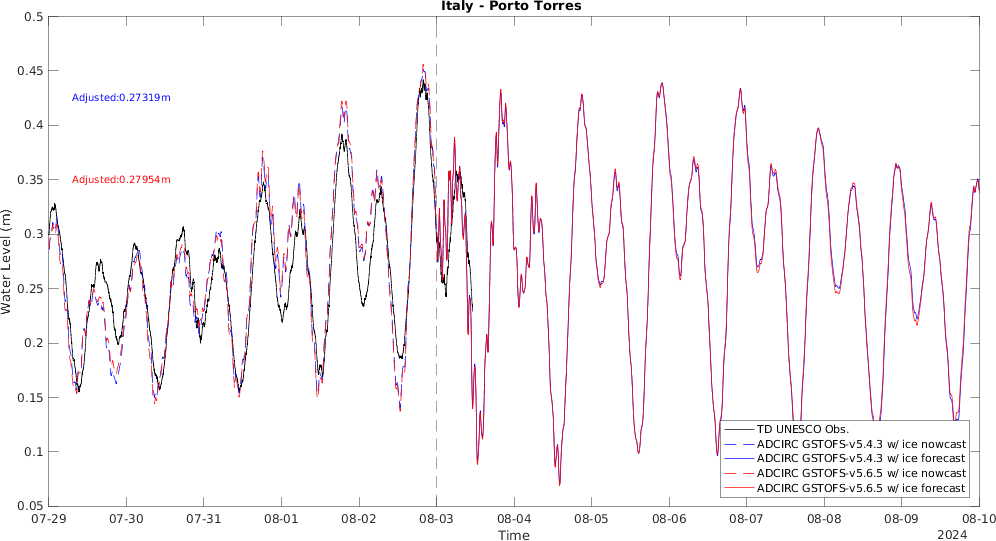 Italy - Porto Torres
0.5
0.45
0.4
0.35
0.3
0.25
0.2
0.15
0.1
0.05
Water Level (m)
Adjusted:0.27319m
Adjusted:0.27954m
TD UNESCO Obs.
ADCIRC GSTOFS-v5.4.3 w/ ice nowcast
ADCIRC GSTOFS-v5.4.3 w/ ice forecast
ADCIRC GSTOFS-v5.6.5 w/ ice nowcast
ADCIRC GSTOFS-v5.6.5 w/ ice forecast
07-29 07-30 07-31 08-01 08-02 08-03 08-04 08-05 08-06 08-07 08-08 08-09 08-10
Time
2024